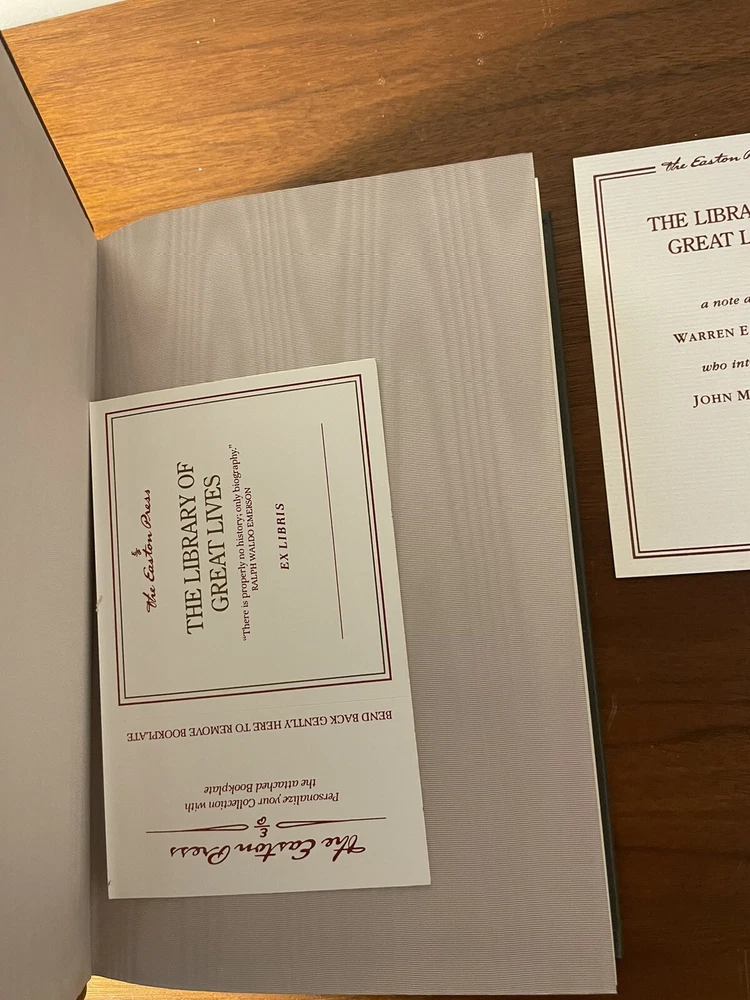 the Easton Press
THE LIBRARY OF
GREAT LIVES
"There is properly no history; only biography."
RALPH WALDO EMERSON
EX LIBRIS
BEND BACK GENTLY HERE TO REMOVE BOOKPLATE
Personalize your Collection with
the attached Bookplate
The Easton Press
the Easton P
THE LIBRA
GREAT L
a note a
WARREN E
who int
JOHN M